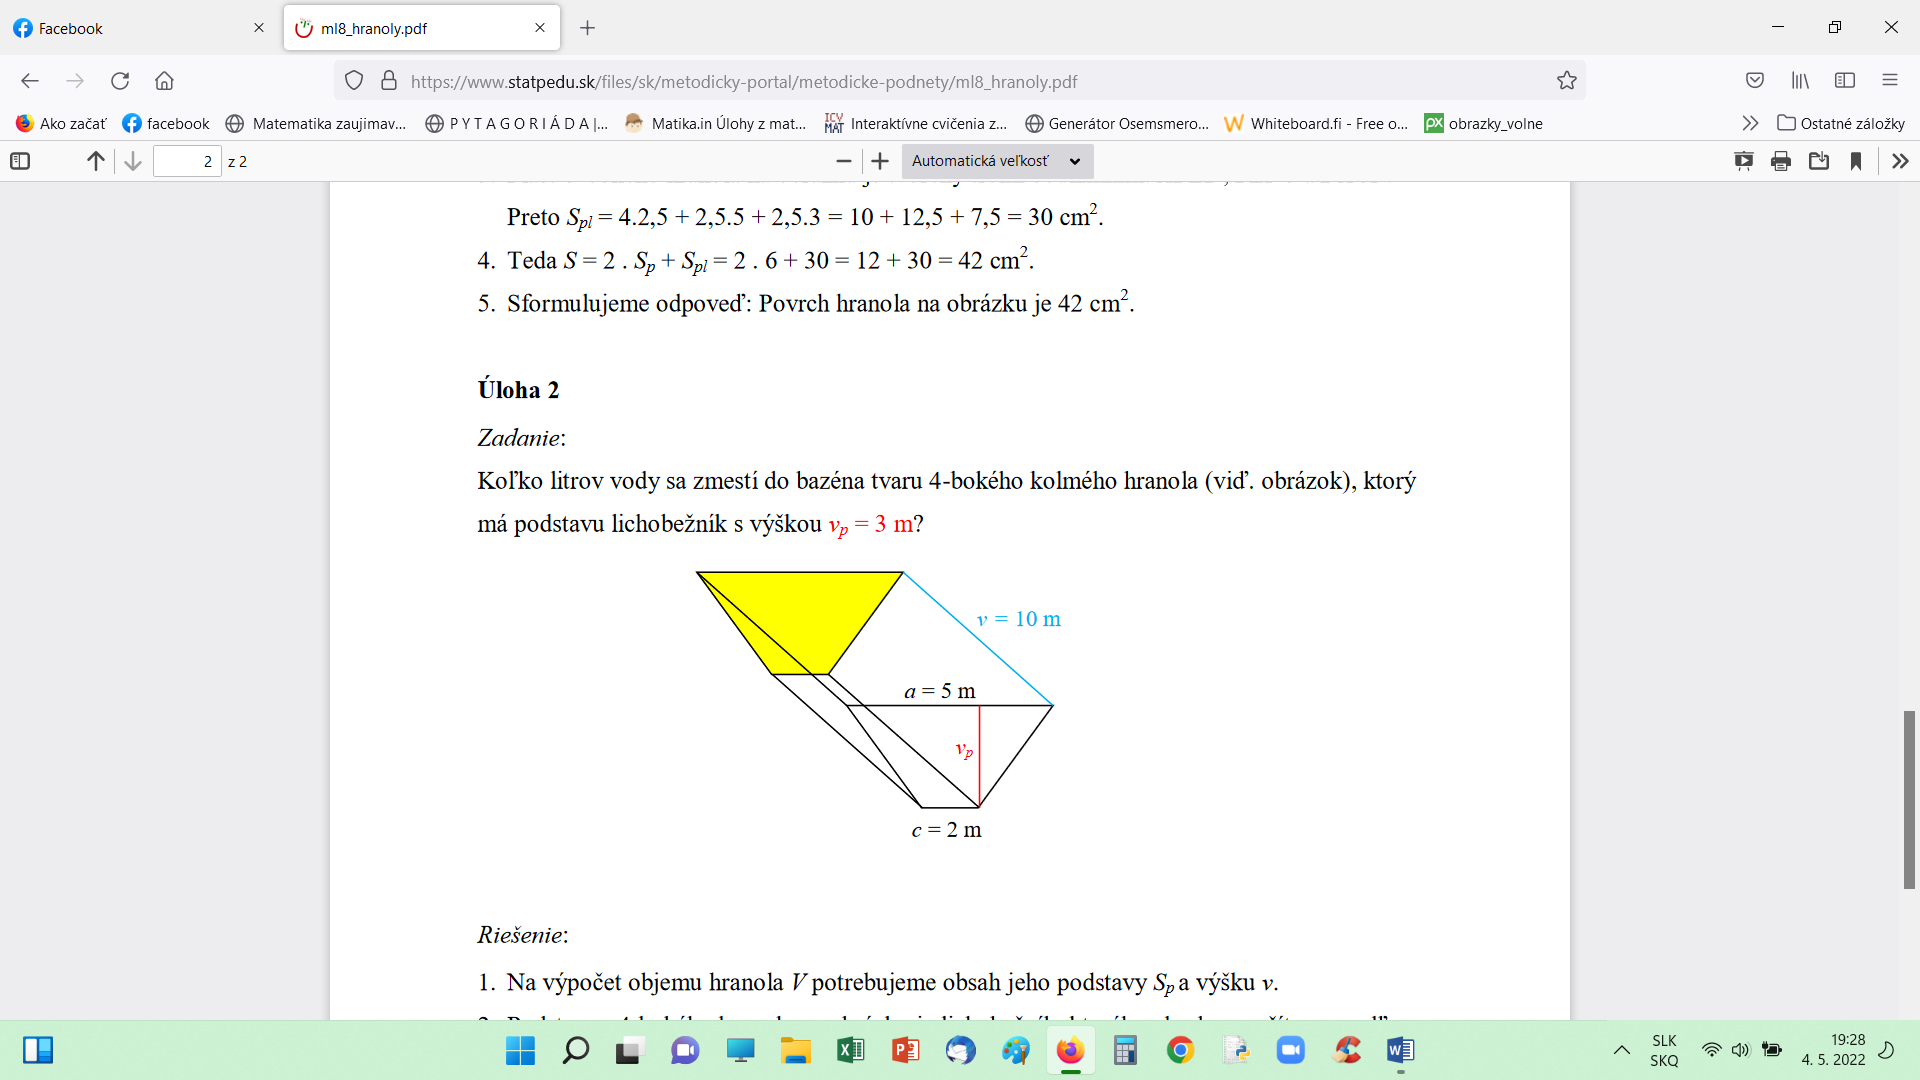 Facebook
ml8_hranoly.pdf
https://www.statpedu.sk/files/sk/metodicky-portal/metodicke-podnety/ml8_hranoly.pdf
Ako začať
facebook
Matematika zaujimav...
P Y T A G O R I Á D A |...
Matika.in Úlohy z mat...
ICY MAT
Interaktívne cvičenia z...
Generátor Osemsmero...
Whiteboard.fi - Free o...
px
obrazky_volne
Ostatné záložky
2
z 2
Automatická veľkosť
Preto Spl = 4.2,5 + 2,5.5 + 2,5.3 = 10 + 12,5 + 7,5 = 30 cm².
4. Teda S = 2 . Sp + Spl = 2 . 6 + 30 = 12 + 30 = 42 cm².
5. Sformulujeme odpoveď: Povrch hranola na obrázku je 42 cm².
Úloha 2
Zadanie:
Koľko litrov vody sa zmestí do bazéna tvaru 4-bokého kolmého hranola (viď. obrázok), ktorý
má podstavu lichobežník s výškou vp = 3 m?
v = 10 m
a = 5 m
vp
c = 2 m
Riešenie:
1. Na výpočet objemu hranola V potrebujeme obsah jeho podstavy Sp a výšku v.
SLK
SKQ
19:28
4. 5. 2022